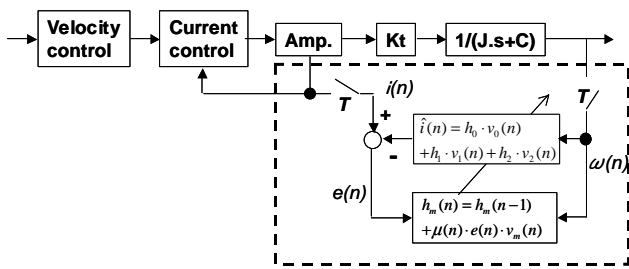 Velocity control
Current control
Amp.
Kt
1/(J.s+C)
T
i(n)
+
T
î(n) = h₀ · v₀(n)
+h₁ · v₁(n) + h₂ · v₂(n)
-
ω(n)
e(n)
hₘ(n) = hₘ(n−1)
+μ(n)·e(n)·vₘ(n)